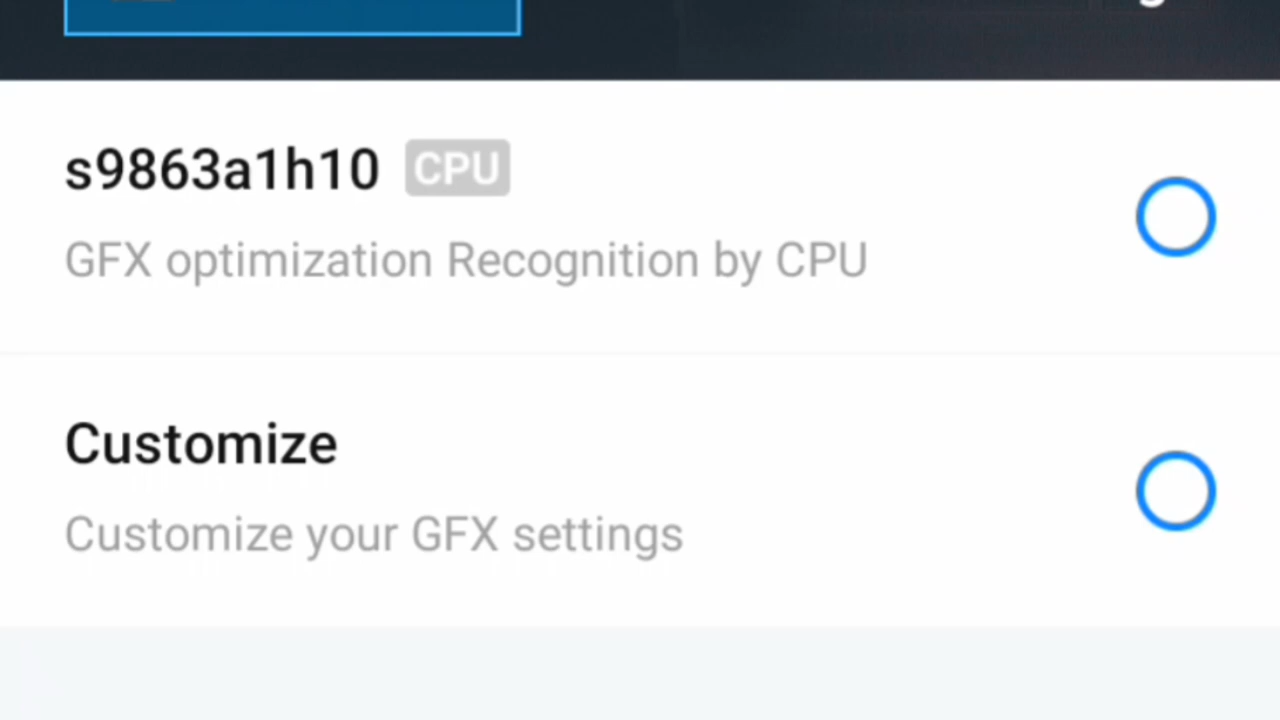 s9863a1h10 CPU
GFX optimization Recognition by CPU
Customize
Customize your GFX settings